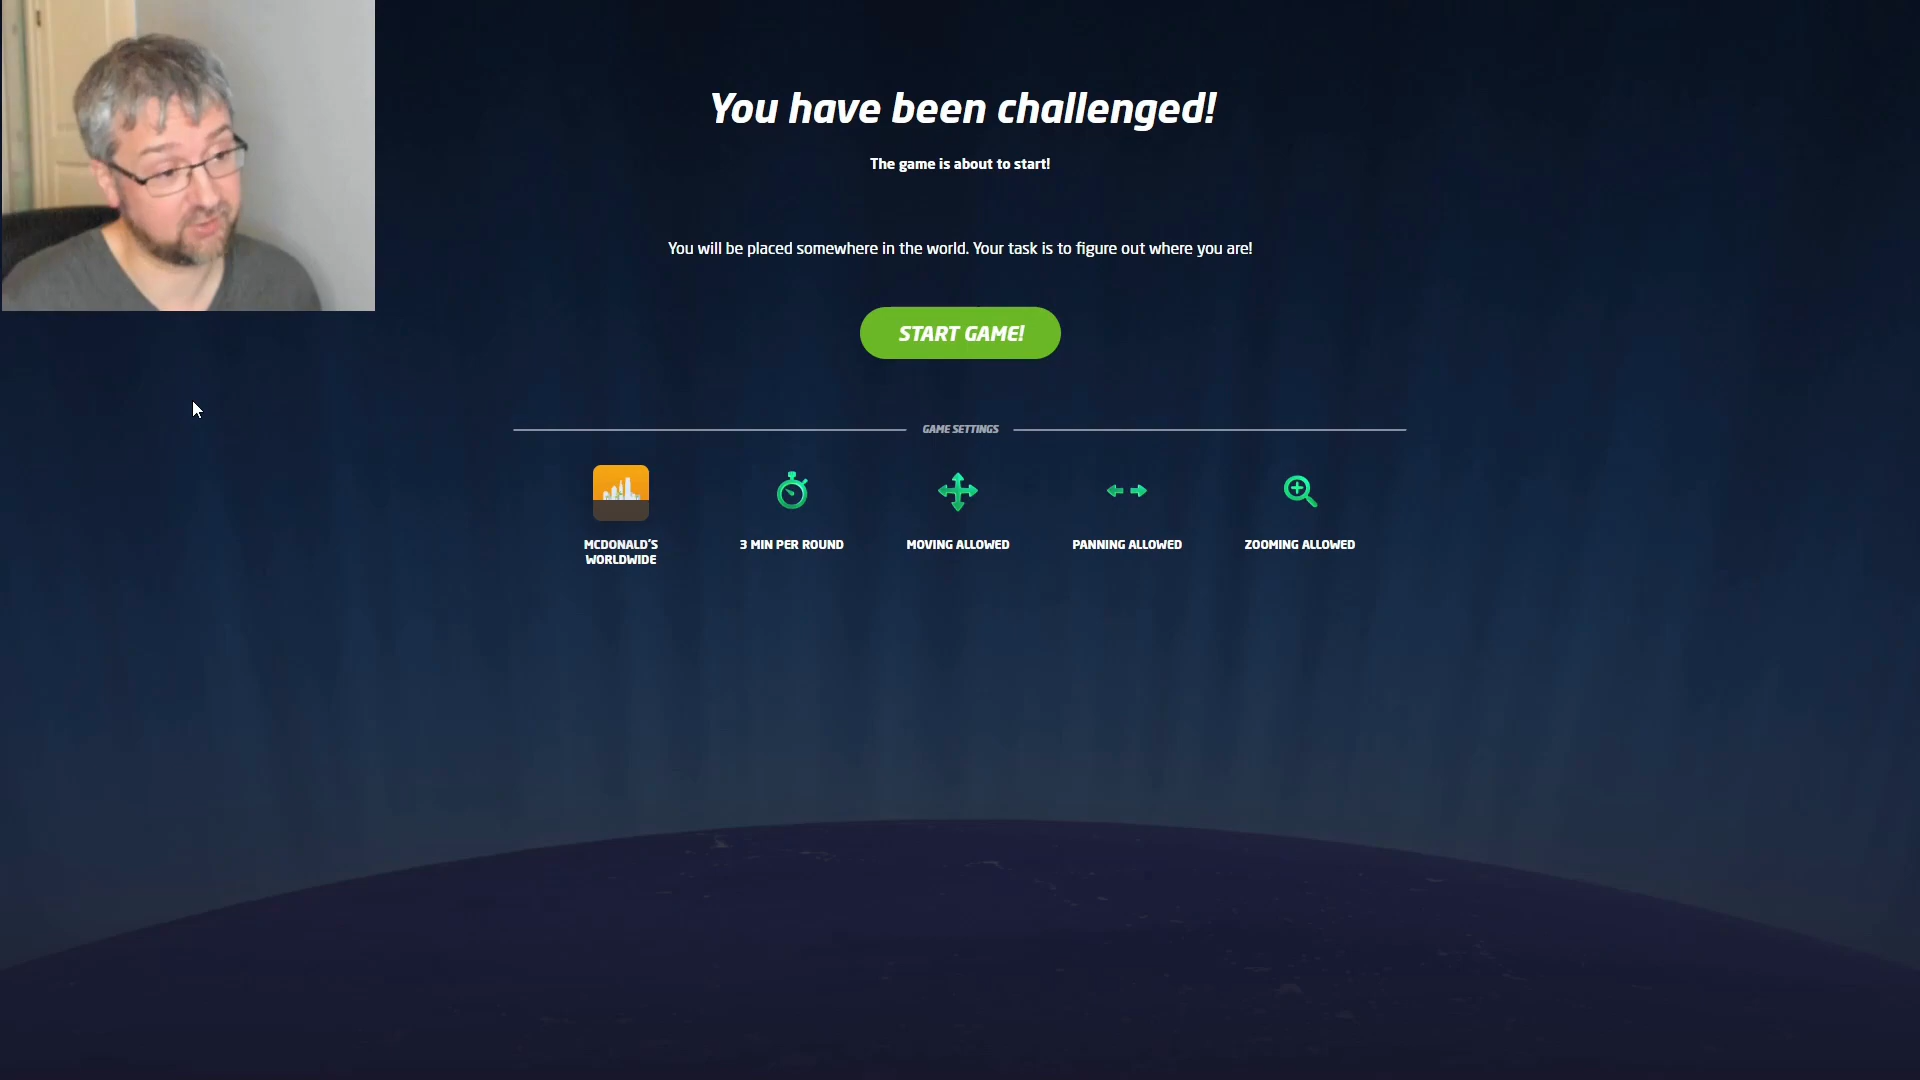 You have been challenged!
The game is about to start!
You will be placed somewhere in the world. Your task is to figure out where you are!
START GAME!
GAME SETTINGS
MCDONALD'S WORLDWIDE
3 MIN PER ROUND
MOVING ALLOWED
PANNING ALLOWED
ZOOMING ALLOWED